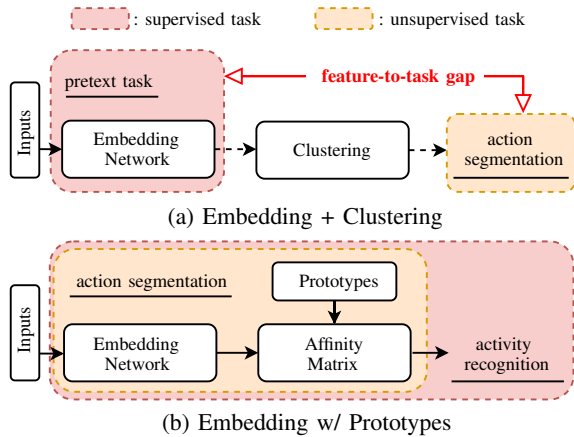 : supervised task
: unsupervised task
pretext task
feature-to-task gap
Inputs
Embedding
Network
Clustering
action
segmentation
(a) Embedding + Clustering
action segmentation
Prototypes
Inputs
Embedding
Network
Affinity
Matrix
activity
recognition
(b) Embedding w/ Prototypes